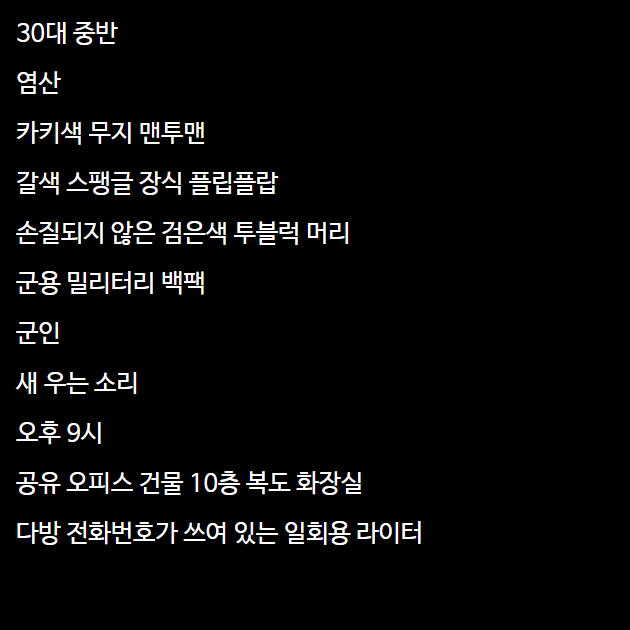 30대 중반
염산
카키색 무지 맨투맨
갈색 스팽글 장식 플립플랍
손질되지 않은 검은색 투블럭 머리
군용 밀리터리 백팩
군인
새 우는 소리
오후 9시
공유 오피스 건물 10층 복도 화장실
다방 전화번호가 쓰여 있는 일회용 라이터